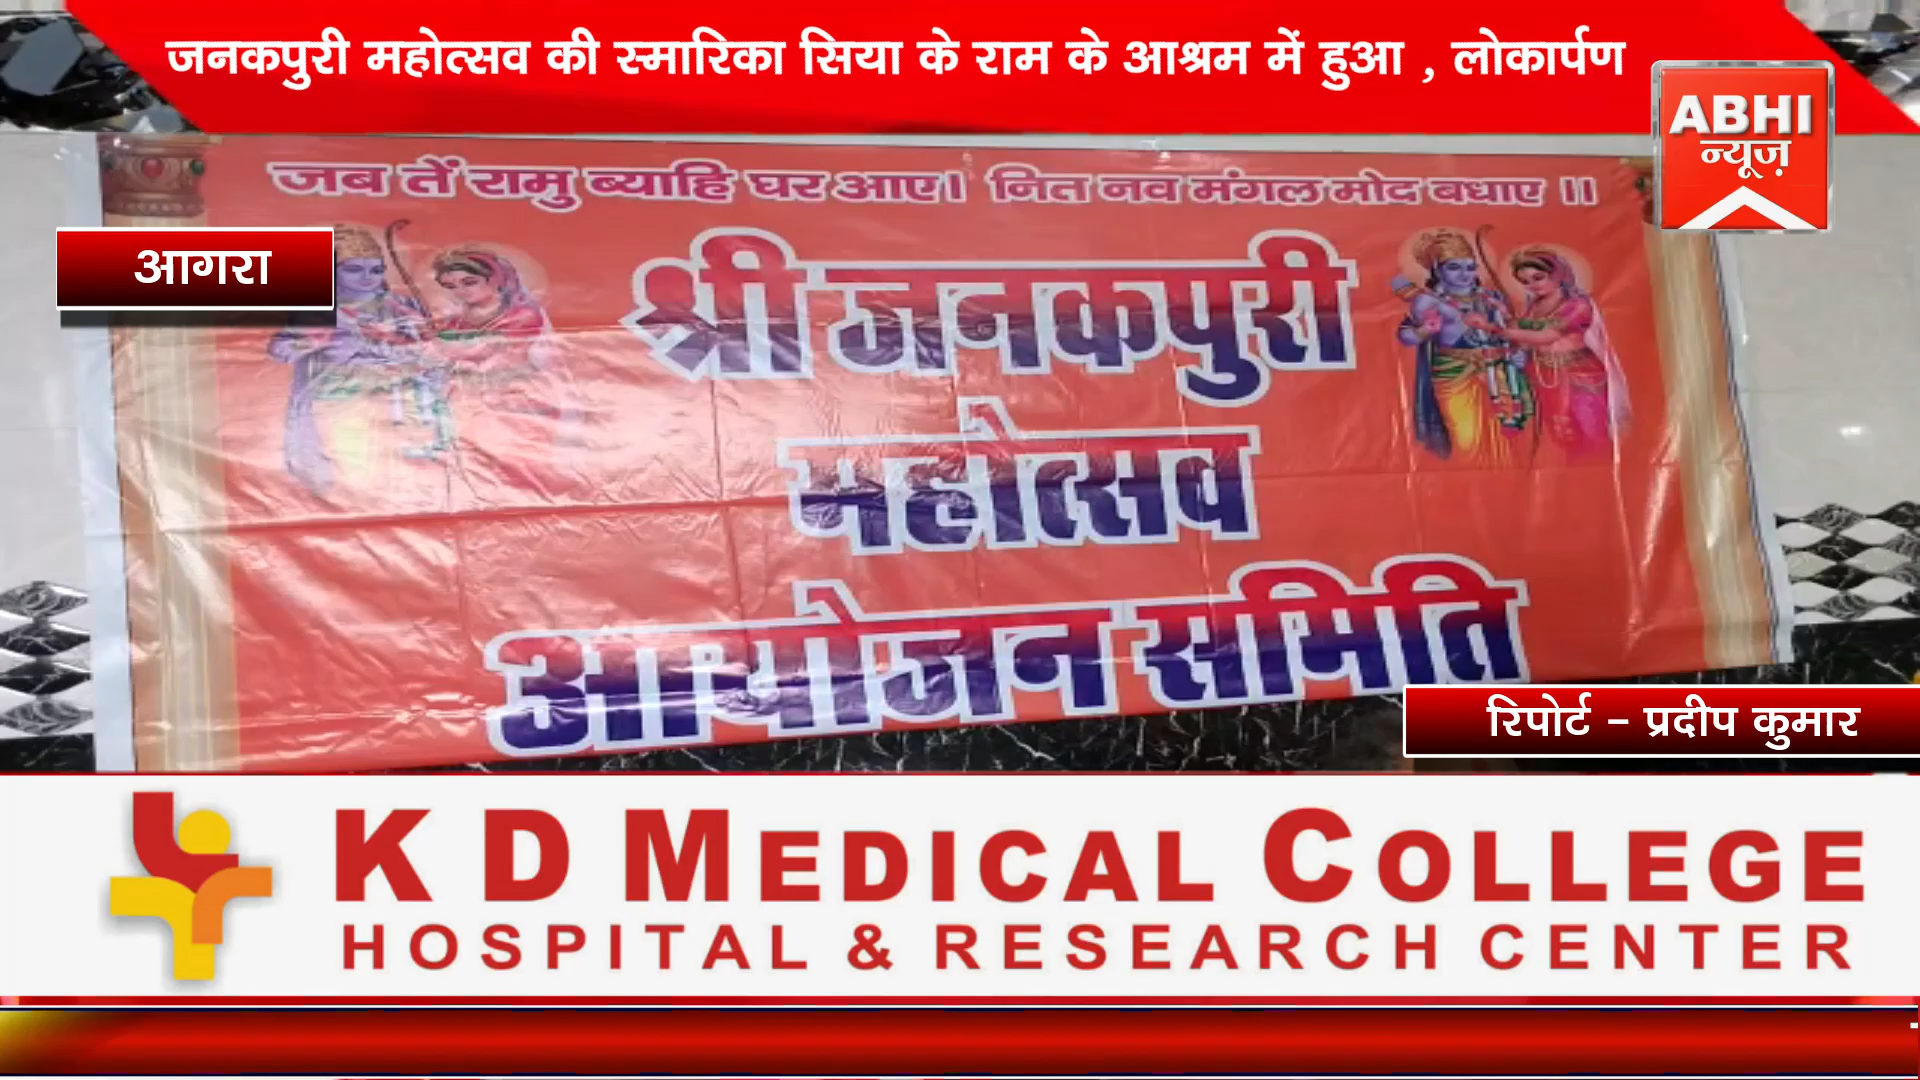 जनकपुरी महोत्सव की स्मारिका सिया के राम के आश्रम में हुआ , लोकार्पण
ABHI
न्यूज़
जब तें रामु ब्याहि घर आए। नित नव मंगल मोद बधाए ।।
आगरा
श्री जनकपुरी
महोत्सव
आयोजन समिति
रिपोर्ट - प्रदीप कुमार
K D MEDICAL COLLEGE
HOSPITAL & RESEARCH CENTER